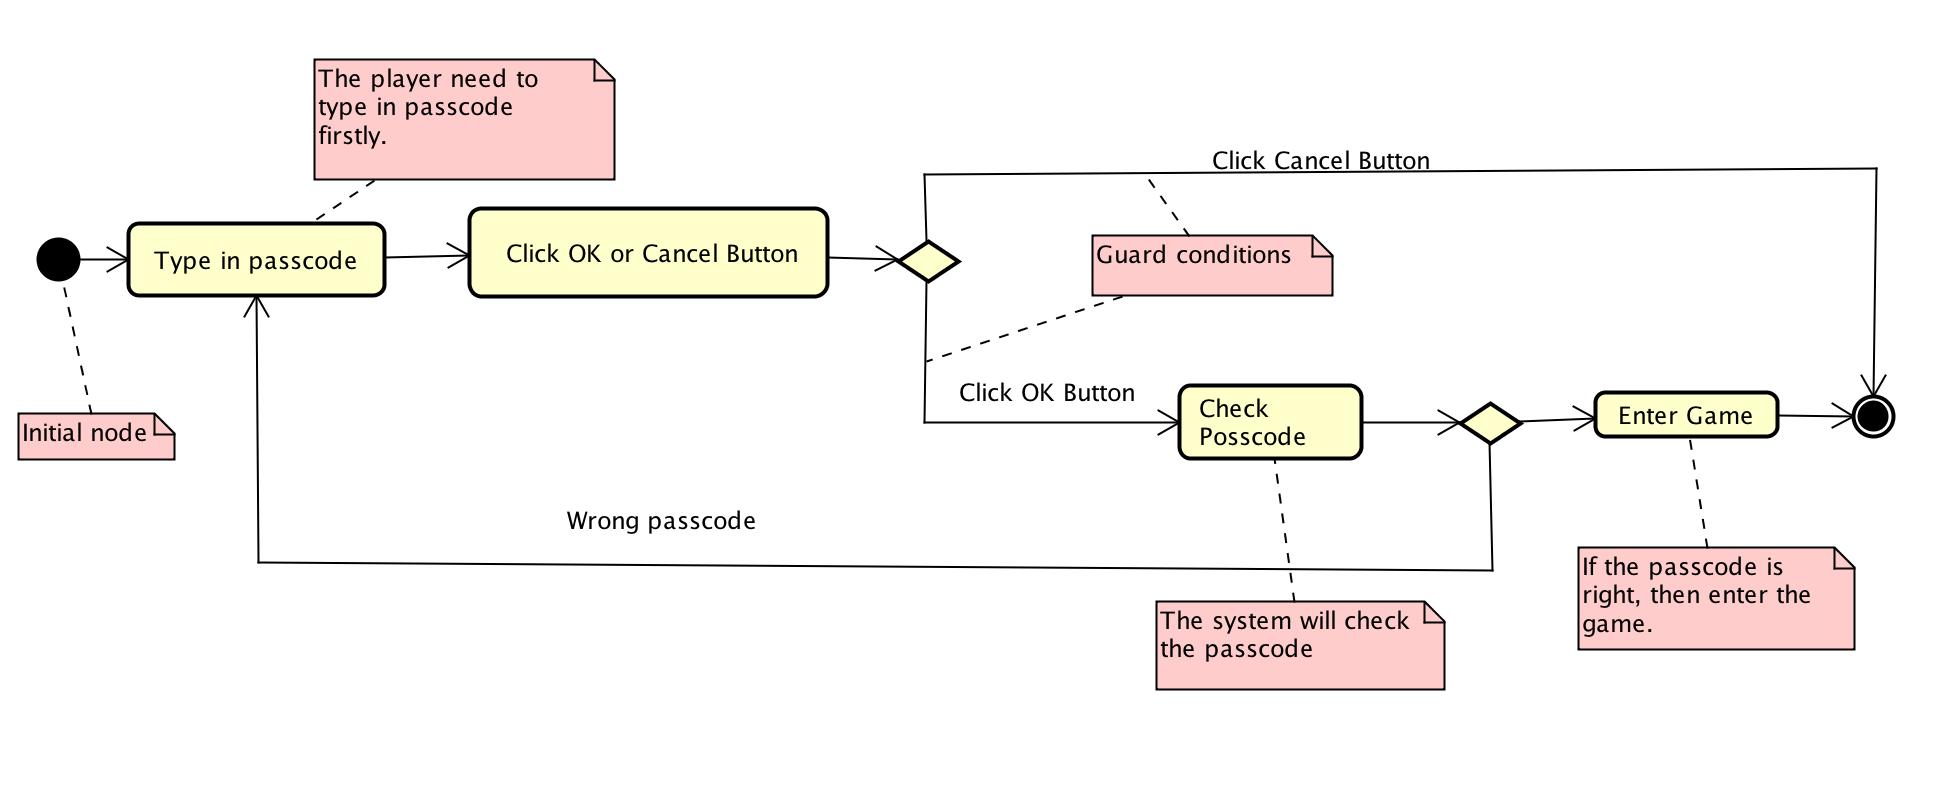 The player need to
type in passcode
firstly.
Click Cancel Button
Type in passcode
Click OK or Cancel Button
Guard conditions
Initial node
Click OK Button
Check
Posscode
Enter Game
Wrong passcode
The system will check
the passcode
If the passcode is
right, then enter the
game.